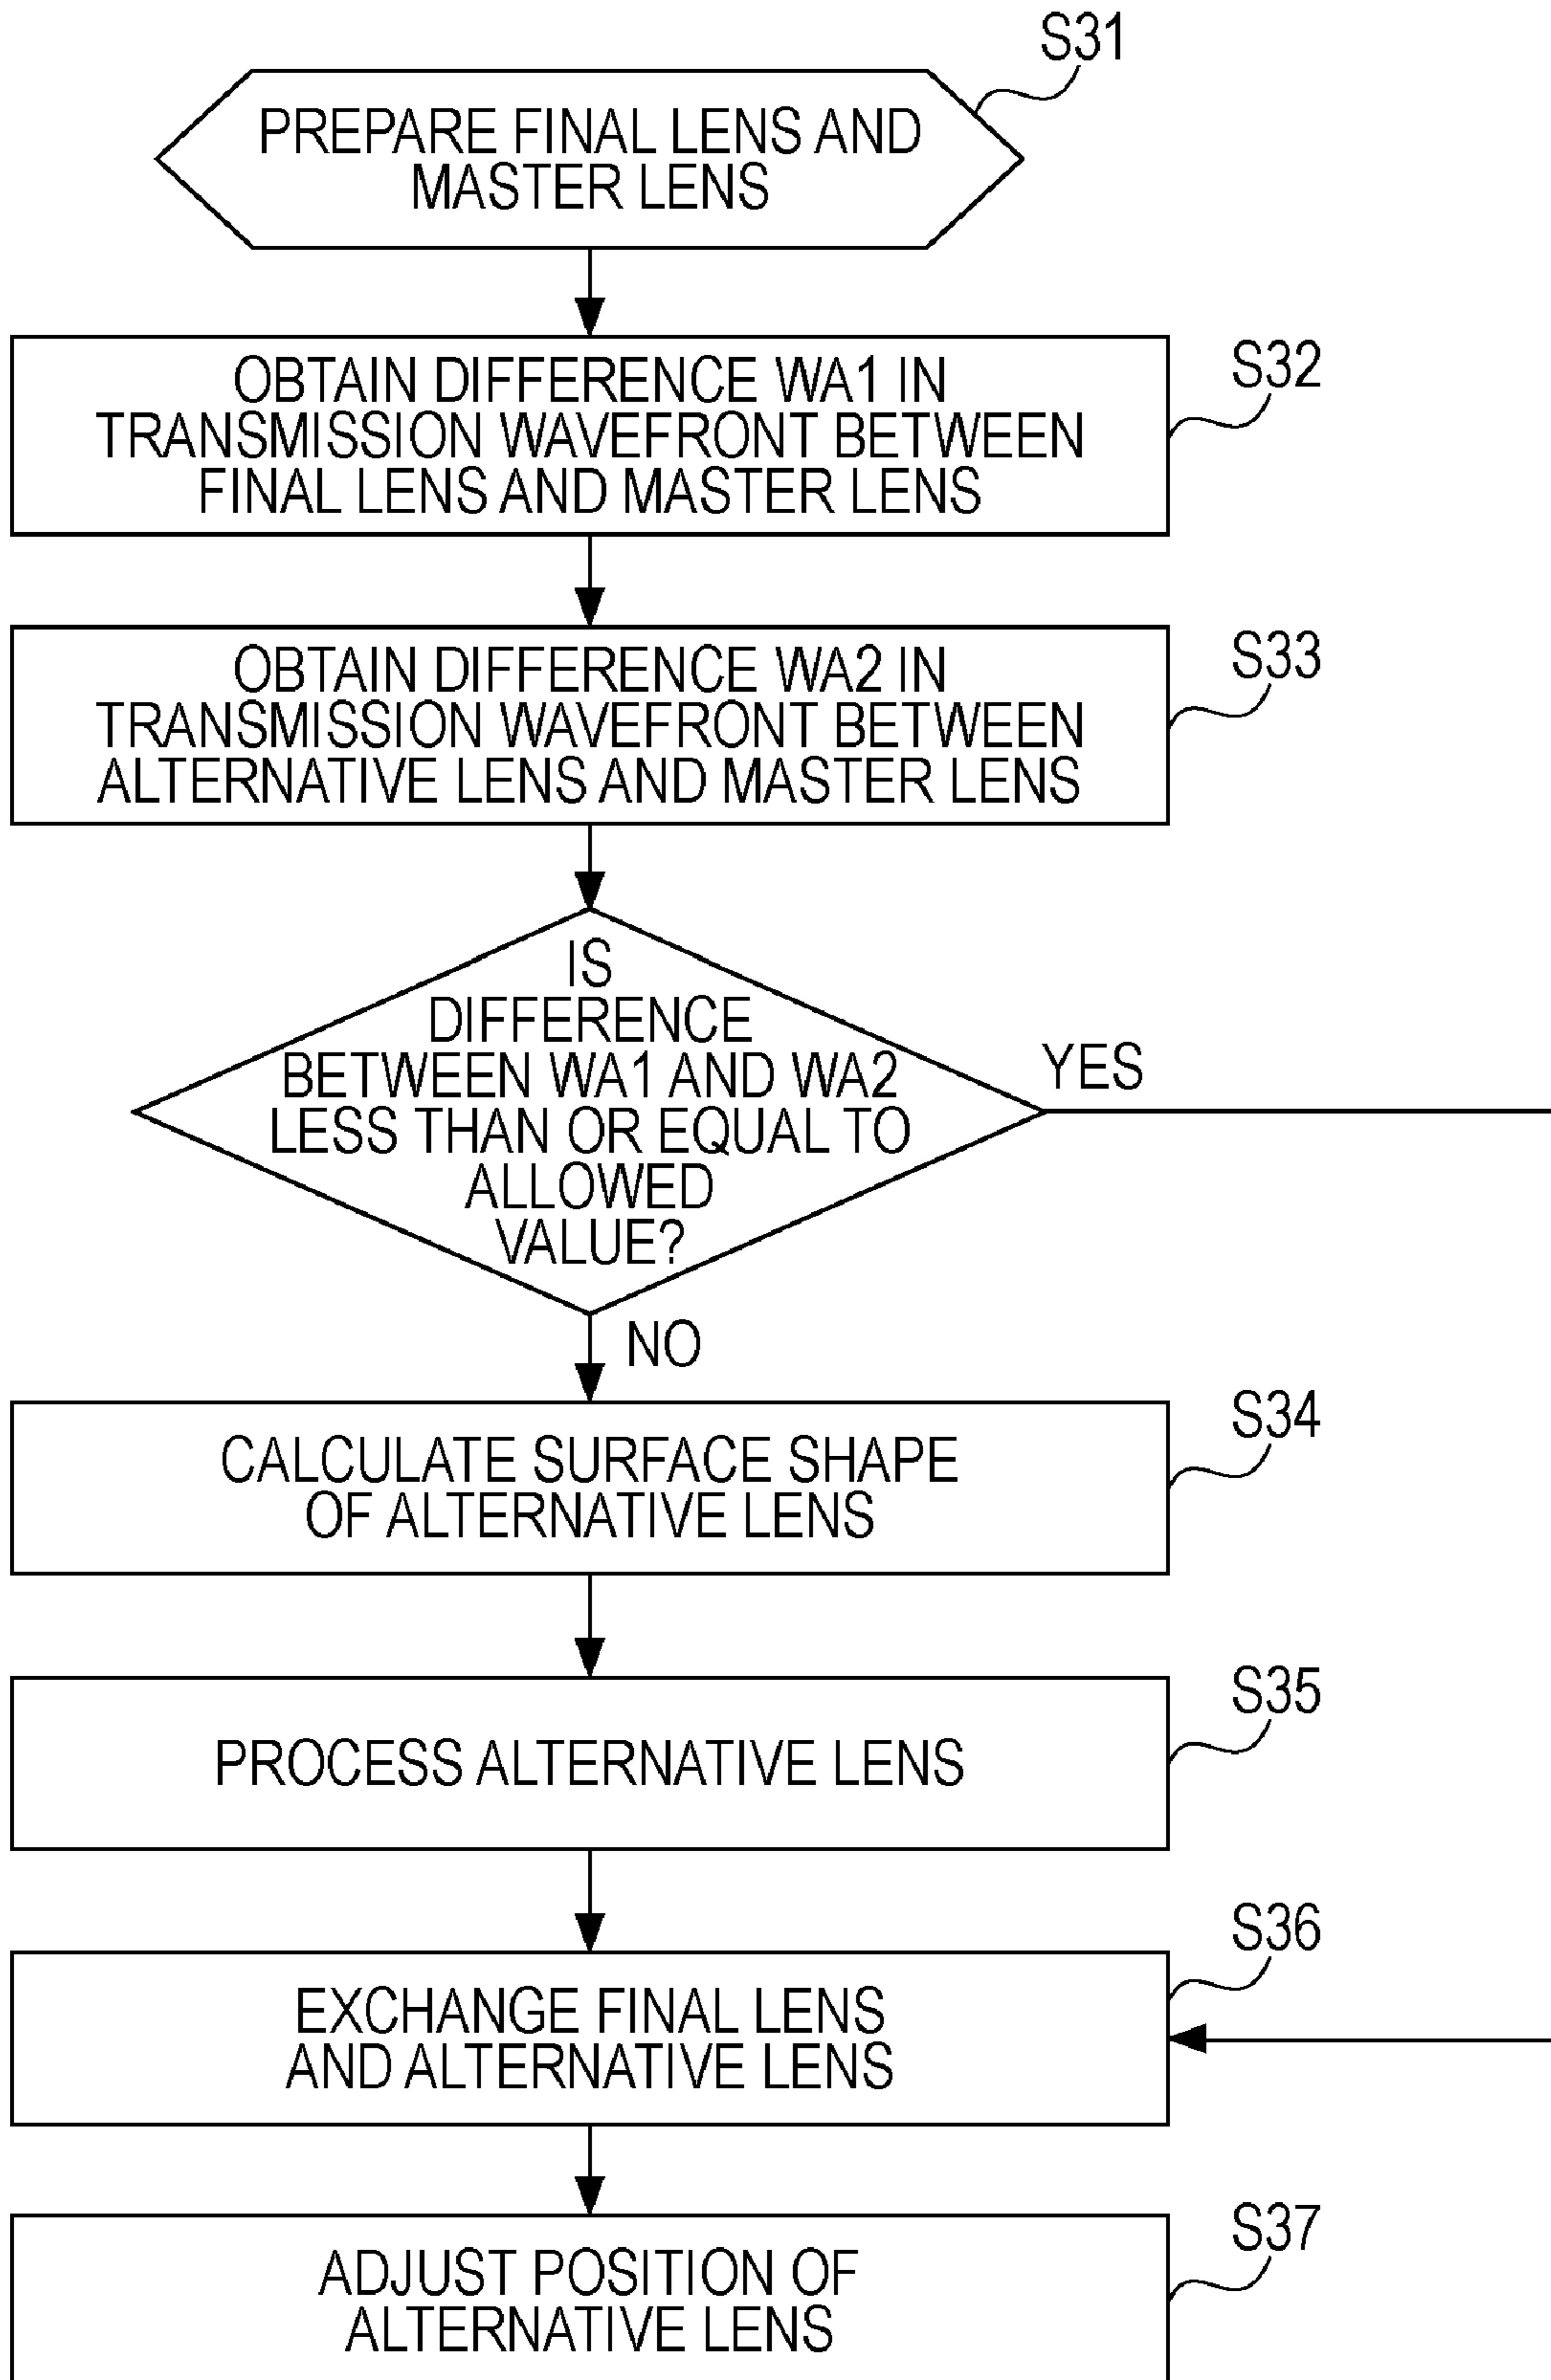 S31
PREPARE FINAL LENS AND
MASTER LENS
S32
OBTAIN DIFFERENCE WA1 IN
TRANSMISSION WAVEFRONT BETWEEN
FINAL LENS AND MASTER LENS
S33
OBTAIN DIFFERENCE WA2 IN
TRANSMISSION WAVEFRONT BETWEEN
ALTERNATIVE LENS AND MASTER LENS
IS
DIFFERENCE
BETWEEN WA1 AND WA2
LESS THAN OR EQUAL TO
ALLOWED
VALUE?
YES
NO
S34
CALCULATE SURFACE SHAPE
OF ALTERNATIVE LENS
S35
PROCESS ALTERNATIVE LENS
S36
EXCHANGE FINAL LENS
AND ALTERNATIVE LENS
S37
ADJUST POSITION OF
ALTERNATIVE LENS